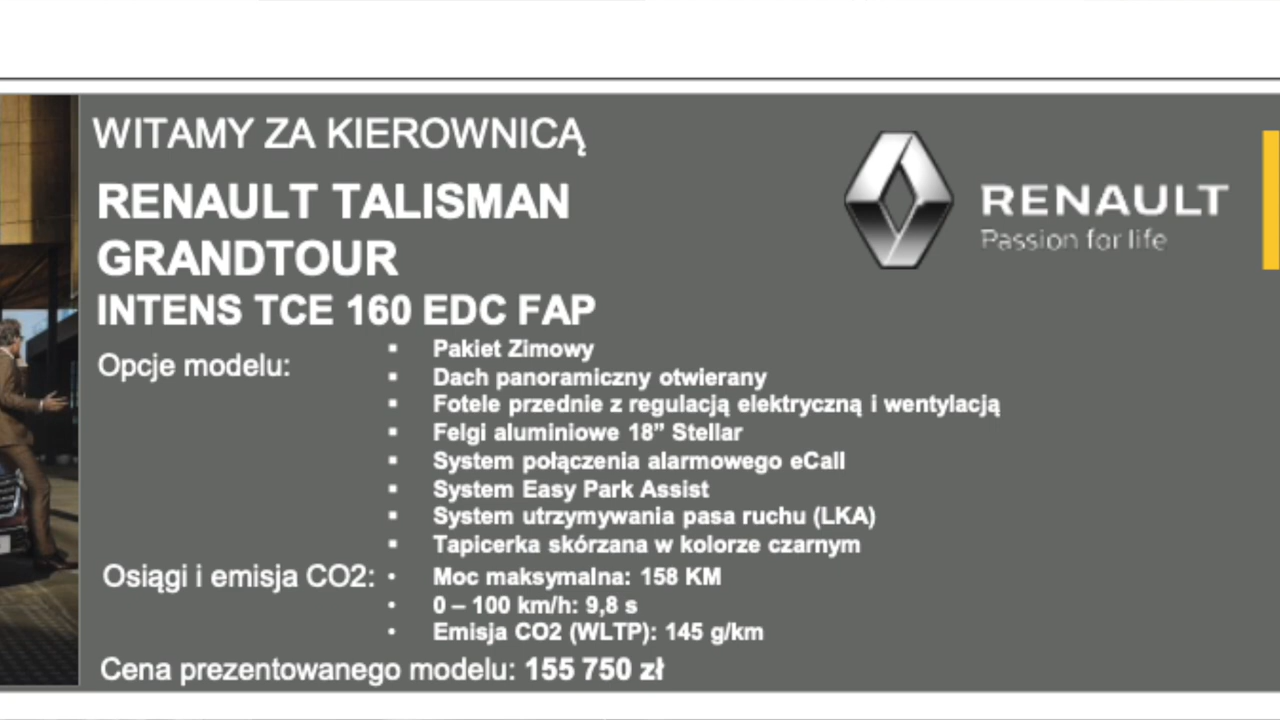 WITAMY ZA KIEROWNICĄ
RENAULT TALISMAN
GRANDTOUR
INTENS TCE 160 EDC FAP
RENAULT
Passion for life
Opcje modelu:
▪ Pakiet Zimowy
▪ Dach panoramiczny otwierany
▪ Fotele przednie z regulacją elektryczną i wentylacją
▪ Felgi aluminiowe 18” Stellar
▪ System połączenia alarmowego eCall
▪ System Easy Park Assist
▪ System utrzymywania pasa ruchu (LKA)
▪ Tapicerka skórzana w kolorze czarnym
Osiągi i emisja CO2: • Moc maksymalna: 158 KM
• 0 – 100 km/h: 9,8 s
• Emisja CO2 (WLTP): 145 g/km
Cena prezentowanego modelu: 155 750 zł